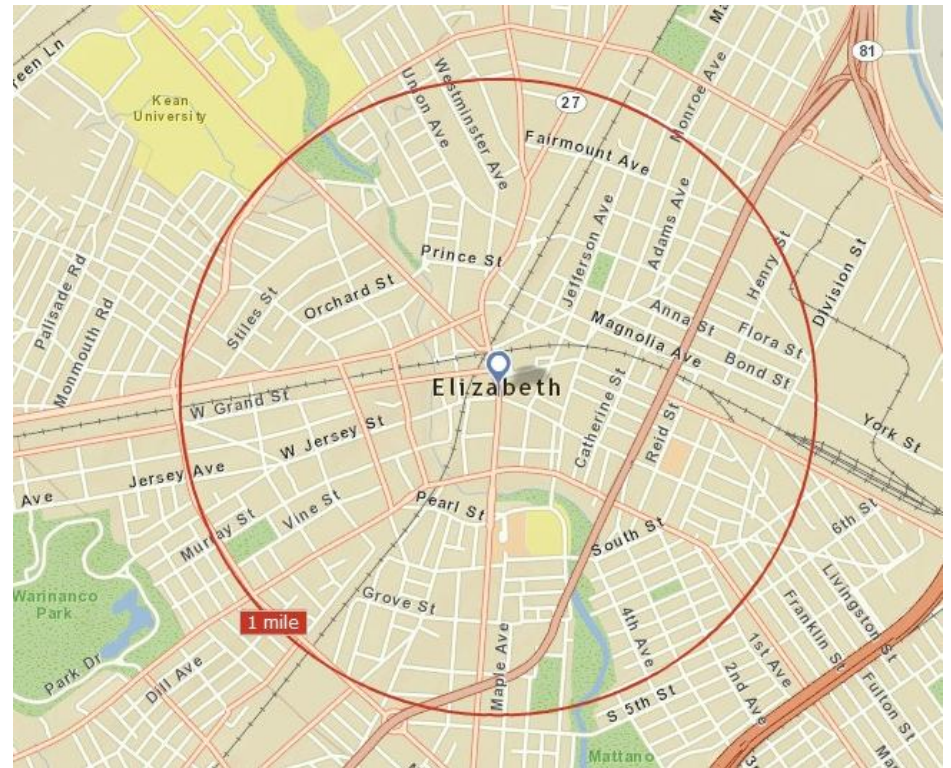 Green Ln
Kean
University
Union Ave
Westminster Ave
27
81
Monroe Ave
Fairmount Ave
Jefferson Ave
Adams Ave
Henry St
Division St
Prince St
Orchard St
Stiles St
Palisade Rd
Monmouth Rd
Anna St
Flora St
Magnolia Ave
Bond St
Elizabeth
W Grand St
W Jersey St
Jersey Ave
Ave
Catherine St
Reid St
York St
Murray St
Vine St
Pearl St
South St
6th St
Warinanco
Park
1 mile
Grove St
Livingston St
Franklin St
4th Ave
1st Ave
Park Dr
Dill Ave
Maple Ave
S 5th St
2nd Ave
Fulton St
Mattano